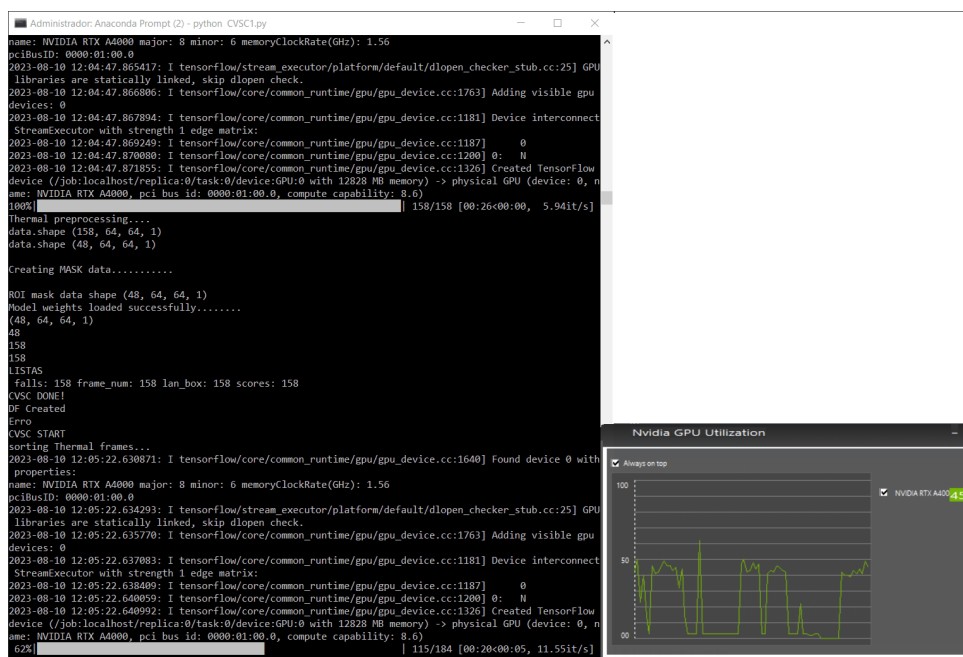 Administrador: Anaconda Prompt (2) - python CVSC1.py
name: NVIDIA RTX A4000 major: 8 minor: 6 memoryClockRate(GHz): 1.56
pciBusID: 0000:01:00.0
2023-08-10 12:04:47.865417: I tensorflow/stream_executor/platform/default/dlopen_checker_stub.cc:25] GPU
 libraries are statically linked, skip dlopen check.
2023-08-10 12:04:47.866806: I tensorflow/core/common_runtime/gpu/gpu_device.cc:1763] Adding visible gpu
devices: 0
2023-08-10 12:04:47.867894: I tensorflow/core/common_runtime/gpu/gpu_device.cc:1181] Device interconnect
 StreamExecutor with strength 1 edge matrix:
2023-08-10 12:04:47.869249: I tensorflow/core/common_runtime/gpu/gpu_device.cc:1187]      0
2023-08-10 12:04:47.870080: I tensorflow/core/common_runtime/gpu/gpu_device.cc:1200] 0:   N
2023-08-10 12:04:47.871855: I tensorflow/core/common_runtime/gpu/gpu_device.cc:1326] Created TensorFlow
device (/job:localhost/replica:0/task:0/device:GPU:0 with 12828 MB memory) -> physical GPU (device: 0, n
ame: NVIDIA RTX A4000, pci bus id: 0000:01:00.0, compute capability: 8.6)
100%| | 158/158 [00:26<00:00,  5.94it/s]
Thermal preprocessing....
data.shape (158, 64, 64, 1)
data.shape (48, 64, 64, 1)
Creating MASK data...........
ROI mask data shape (48, 64, 64, 1)
Model weights loaded successfully........
(48, 64, 64, 1)
48
158
158
LISTAS
 falls: 158 frame_num: 158 lan_box: 158 scores: 158
CVSC DONE!
DF Created
Erro
CVSC START
sorting Thermal frames...
2023-08-10 12:05:22.630871: I tensorflow/core/common_runtime/gpu/gpu_device.cc:1640] Found device 0 with
 properties:
name: NVIDIA RTX A4000 major: 8 minor: 6 memoryClockRate(GHz): 1.56
pciBusID: 0000:01:00.0
2023-08-10 12:05:22.634293: I tensorflow/stream_executor/platform/default/dlopen_checker_stub.cc:25] GPU
 libraries are statically linked, skip dlopen check.
2023-08-10 12:05:22.635770: I tensorflow/core/common_runtime/gpu/gpu_device.cc:1763] Adding visible gpu
devices: 0
2023-08-10 12:05:22.637083: I tensorflow/core/common_runtime/gpu/gpu_device.cc:1181] Device interconnect
 StreamExecutor with strength 1 edge matrix:
2023-08-10 12:05:22.638409: I tensorflow/core/common_runtime/gpu/gpu_device.cc:1187]      0
2023-08-10 12:05:22.640059: I tensorflow/core/common_runtime/gpu/gpu_device.cc:1200] 0:   N
2023-08-10 12:05:22.640992: I tensorflow/core/common_runtime/gpu/gpu_device.cc:1326] Created TensorFlow
device (/job:localhost/replica:0/task:0/device:GPU:0 with 12828 MB memory) -> physical GPU (device: 0, n
ame: NVIDIA RTX A4000, pci bus id: 0000:01:00.0, compute capability: 8.6)
 62%| | 115/184 [00:20<00:05, 11.55it/s]
Nvidia GPU Utilization
Always on top
100
NVIDIA RTX A400 45
50
00